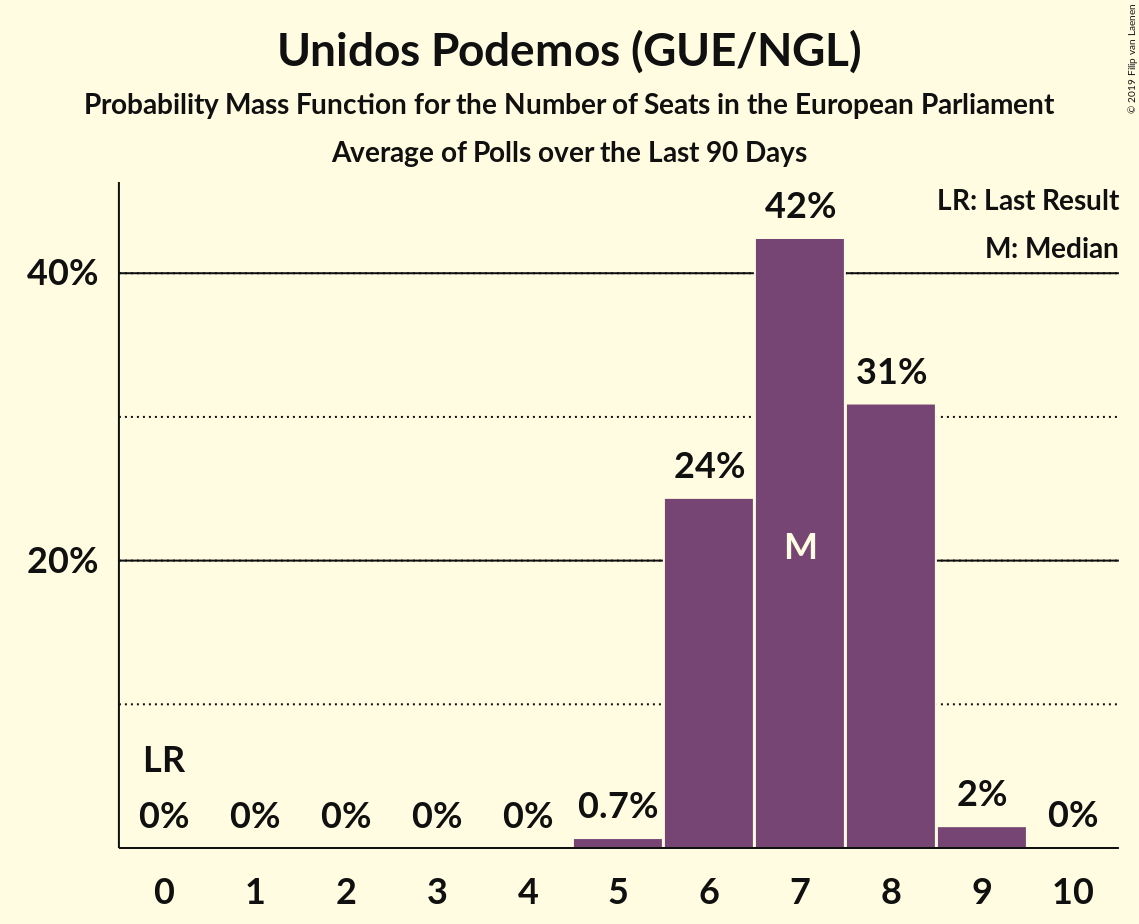 Unidos Podemos (GUE/NGL)
Probability Mass Function for the Number of Seats in the European Parliament
Average of Polls over the Last 90 Days
© 2019 Filip van Laenen
LR: Last Result
M: Median
42%
40%
31%
24%
M
20%
LR
0% 0% 0% 0% 0% 0.7% 2% 0%
0 1 2 3 4 5 6 7 8 9 10